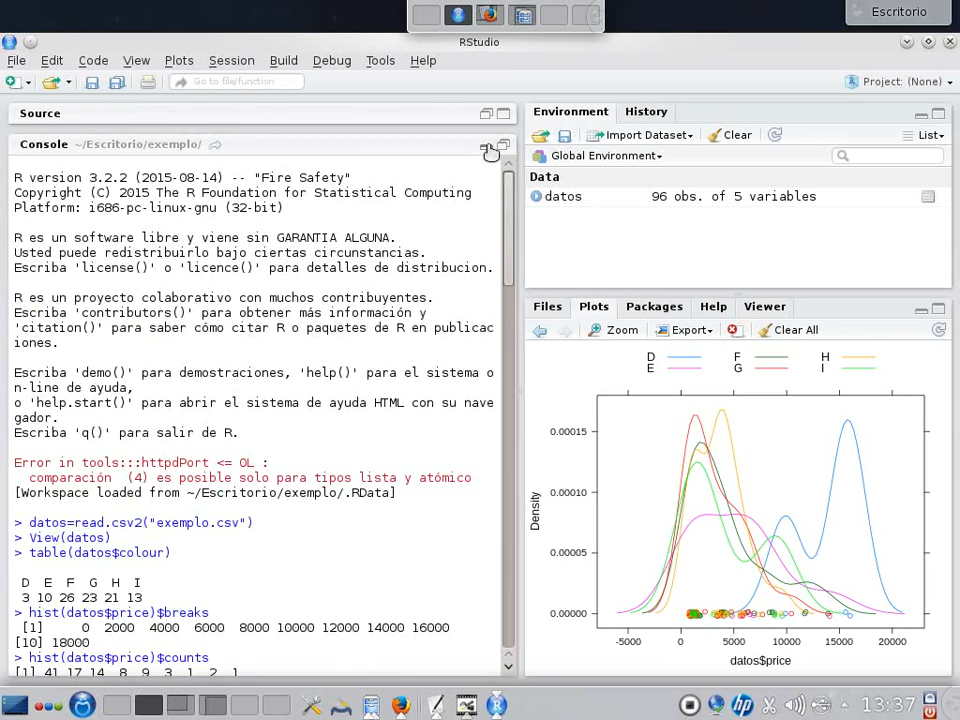 Escritorio
RStudio
File Edit Code View Plots Session Build Debug Tools Help
Go to file/function
Project: (None)
Source
Console ~/Escritorio/exemplo/
R version 3.2.2 (2015-08-14) -- "Fire Safety"
Copyright (C) 2015 The R Foundation for Statistical Computing
Platform: i686-pc-linux-gnu (32-bit)
R es un software libre y viene sin GARANTIA ALGUNA.
Usted puede redistribuirlo bajo ciertas circunstancias.
Escriba 'license()' o 'licence()' para detalles de distribucion.
R es un proyecto colaborativo con muchos contribuyentes.
Escriba 'contributors()' para obtener más información y
'citation()' para saber cómo citar R o paquetes de R en publicac
iones.
Escriba 'demo()' para demostraciones, 'help()' para el sistema o
n-line de ayuda,
o 'help.start()' para abrir el sistema de ayuda HTML con su nave
gador.
Escriba 'q()' para salir de R.
Error in tools:::httpdPort <= 0L :
comparación (4) es posible solo para tipos lista y atómico
[Workspace loaded from ~/Escritorio/exemplo/.RData]
> datos=read.csv2("exemplo.csv")
> View(datos)
> table(datos$colour)
D E F G H I
3 10 26 23 21 13
> hist(datos$price)$breaks
[1] 0 2000 4000 6000 8000 10000 12000 14000 16000
[10] 18000
> hist(datos$price)$counts
[1] 41 17 14 8 9 3 1 2 1
Environment History
Import Dataset Clear List
Global Environment
Data
datos 96 obs. of 5 variables
Files Plots Packages Help Viewer
Zoom Export Clear All
D F H
E G I
0.00015
0.00010
0.00005
0.00000
Density
-5000 0 5000 10000 15000 20000
datos$price
hp
13:37